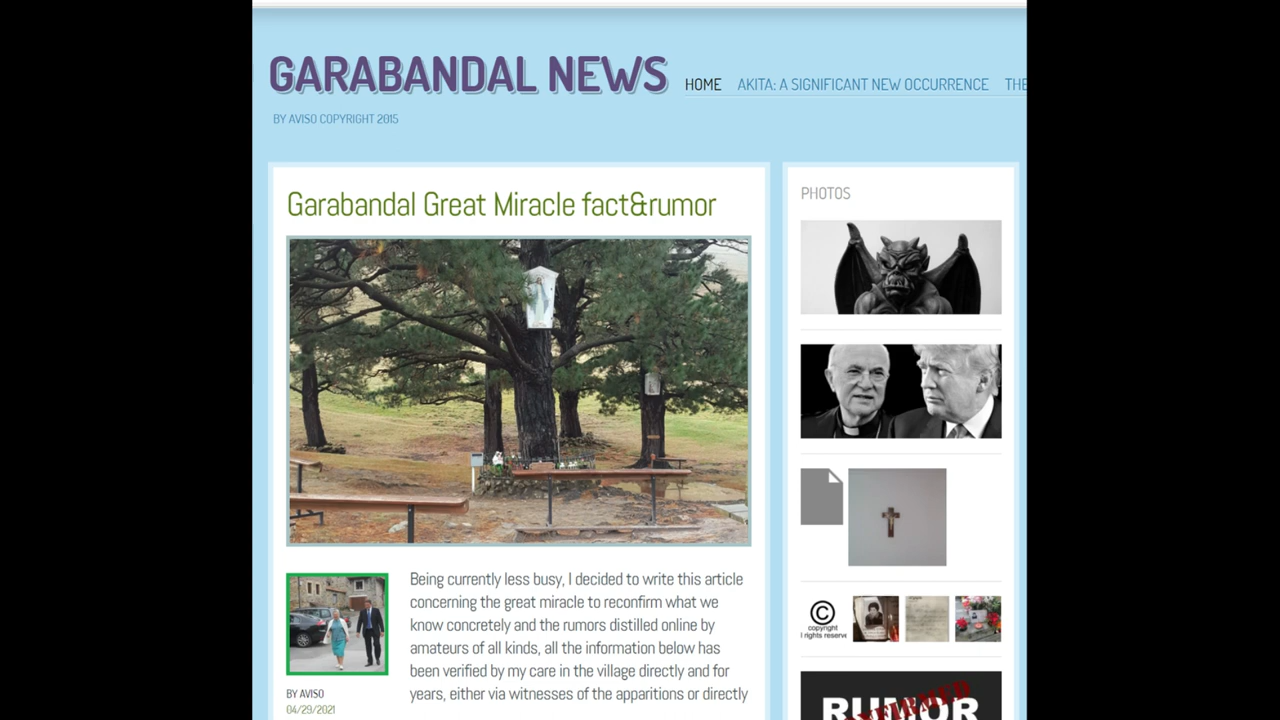 GARABANDAL NEWS
HOME AKITA: A SIGNIFICANT NEW OCCURRENCE THE
BY AVISO COPYRIGHT 2015
Garabandal Great Miracle fact&rumor
PHOTOS
Being currently less busy, I decided to write this article
concerning the great miracle to reconfirm what we
know concretely and the rumors distilled online by
amateurs of all kinds, all the information below has
been verified by my care in the village directly and for
years, either via witnesses of the apparitions or directly
BY AVISO
04/29/2021
©
copyright
l rights reserve
RUMOR
CONFIRMED